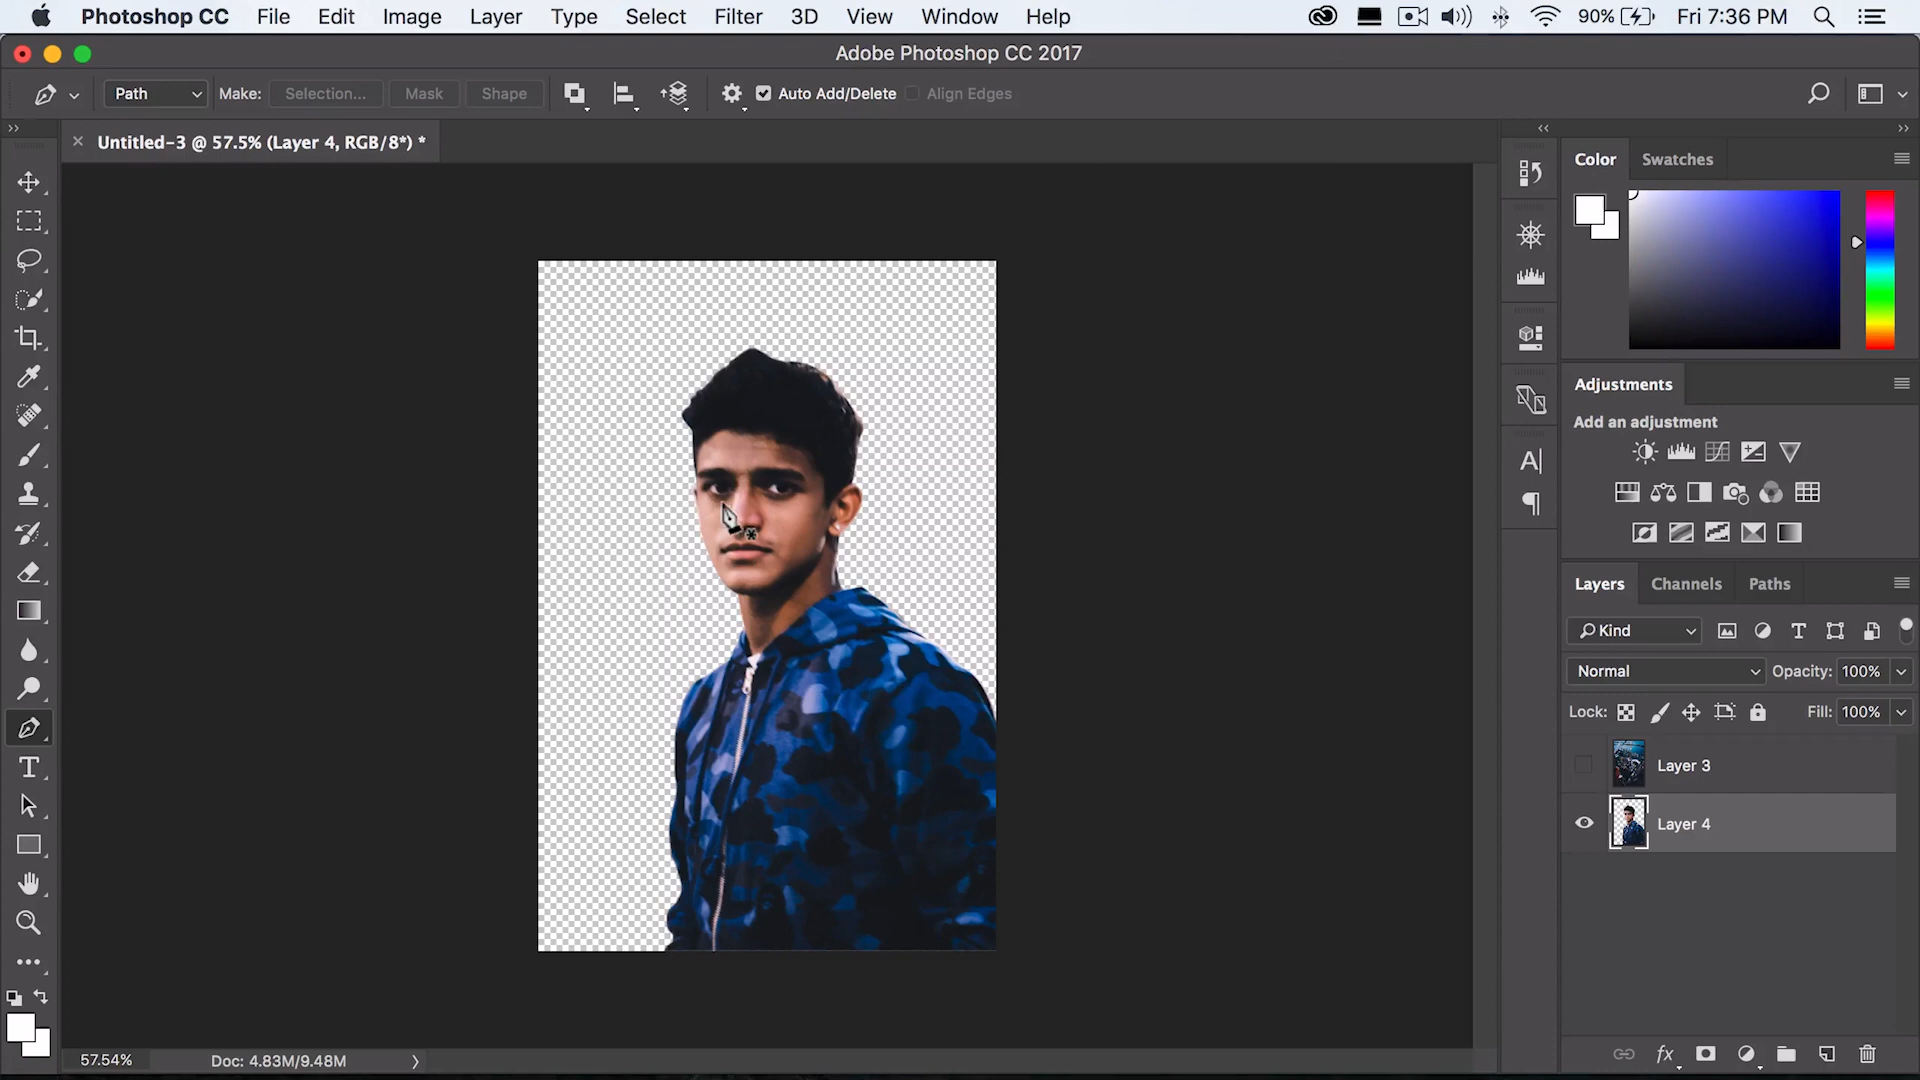 Photoshop CC File Edit Image Layer Type Select Filter 3D View Window Help 90% Fri 7:36 PM
Adobe Photoshop CC 2017
Path Make: Selection... Mask Shape Auto Add/Delete Align Edges
Untitled-3 @ 57.5% (Layer 4, RGB/8*) *
Color Swatches
Adjustments
Add an adjustment
Layers Channels Paths
Kind
Normal Opacity: 100%
Lock: Fill: 100%
Layer 3
Layer 4
57.54% Doc: 4.83M/9.48M